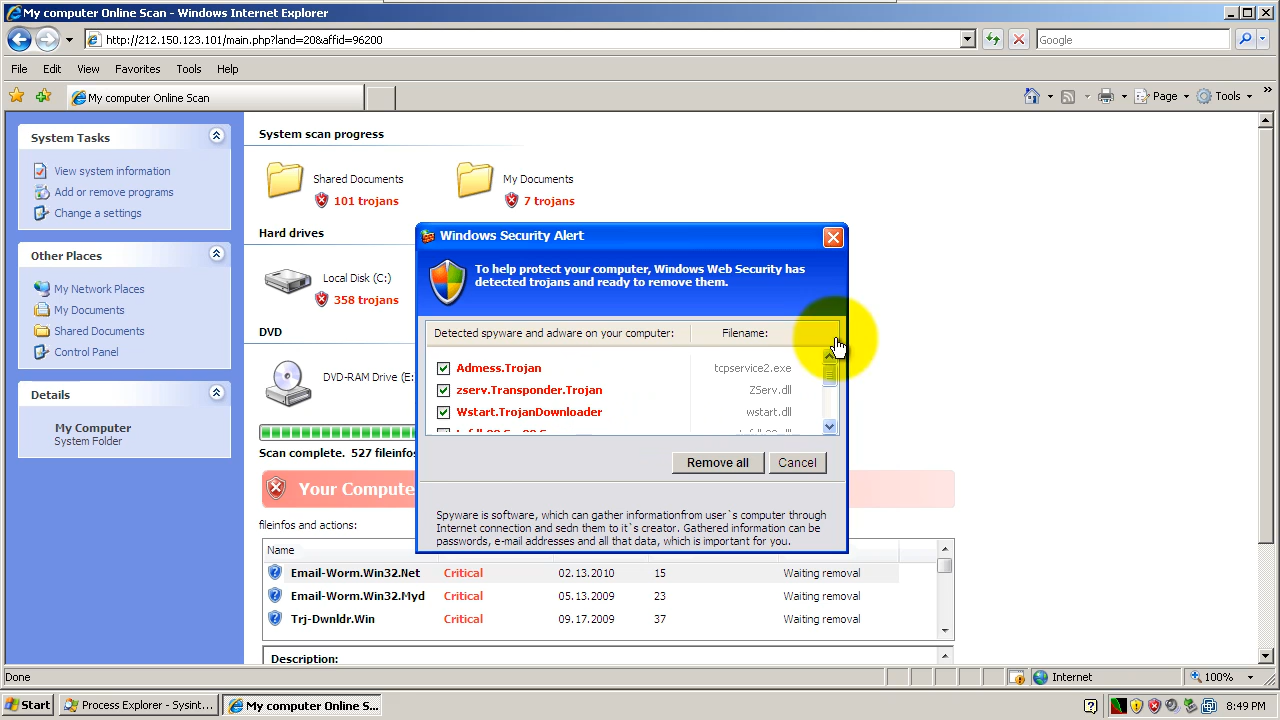 My computer Online Scan - Windows Internet Explorer
http://212.150.123.101/main.php?land=20&affid=96200
Google
File Edit View Favorites Tools Help
My computer Online Scan
Page Tools
System Tasks
View system information
Add or remove programs
Change a settings
Other Places
My Network Places
My Documents
Shared Documents
Control Panel
Details
My Computer
System Folder
System scan progress
Shared Documents
101 trojans
My Documents
7 trojans
Hard drives
Local Disk (C:)
358 trojans
DVD
DVD-RAM Drive (E:
Scan complete. 527 fileinfos
Your Compute
fileinfos and actions:
Name
Email-Worm.Win32.Net Critical 02.13.2010 15 Waiting removal
Email-Worm.Win32.Myd Critical 05.13.2009 23 Waiting removal
Trj-Dwnldr.Win Critical 09.17.2009 37 Waiting removal
Description:
Windows Security Alert
To help protect your computer, Windows Web Security has
detected trojans and ready to remove them.
Detected spyware and adware on your computer: Filename:
Admess.Trojan tcpservice2.exe
zserv.Transponder.Trojan ZServ.dll
Wstart.TrojanDownloader wstart.dll
Remove all Cancel
Spyware is software, which can gather informationfrom user`s computer through
Internet connection and sedn them to it`s creator. Gathered information can be
passwords, e-mail addresses and all that data, which is important for you.
Done
Internet
100%
Start
Process Explorer - Sysint...
My computer Online S...
8:49 PM